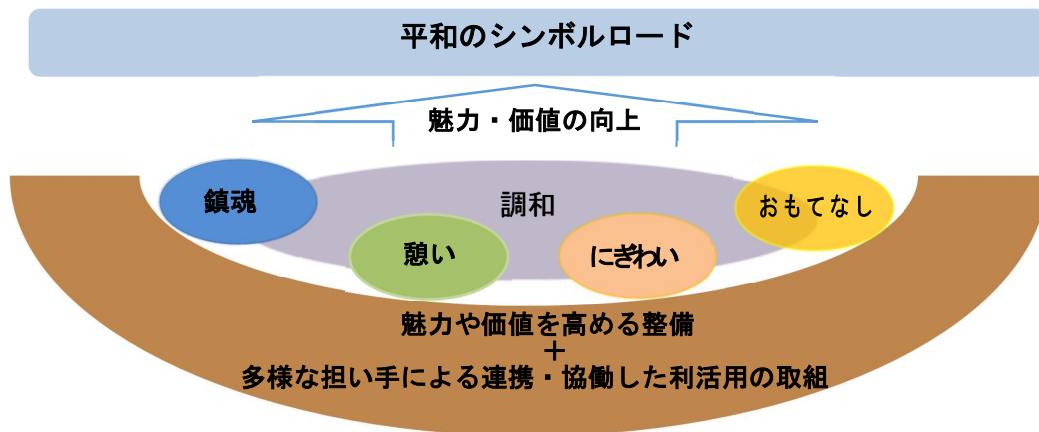 平和のシンボルロード
魅力・価値の向上
鎮魂
調和
おもてなし
憩い
にぎわい
魅力や価値を高める整備
＋
多様な担い手による連携・協働した利活用の取組